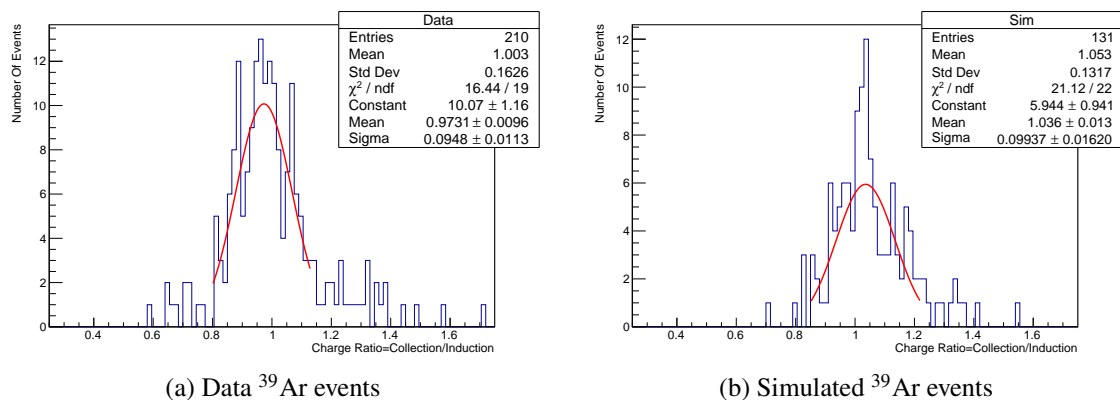 Data
Entries 210
Mean 1.003
Std Dev 0.1626
χ² / ndf 16.44 / 19
Constant 10.07 ± 1.16
Mean 0.9731 ± 0.0096
Sigma 0.0948 ± 0.0113
Number Of Events
12
10
8
6
4
2
0
0.4 0.6 0.8 1 1.2 1.4 1.6
Charge Ratio=Collection/Induction
(a) Data ³⁹Ar events
Sim
Entries 131
Mean 1.053
Std Dev 0.1317
χ² / ndf 21.12 / 22
Constant 5.944 ± 0.941
Mean 1.036 ± 0.013
Sigma 0.09937 ± 0.01620
Number Of Events
12
10
8
6
4
2
0
0.4 0.6 0.8 1 1.2 1.4 1.6
Charge Ratio=Collection/Induction
(b) Simulated ³⁹Ar events